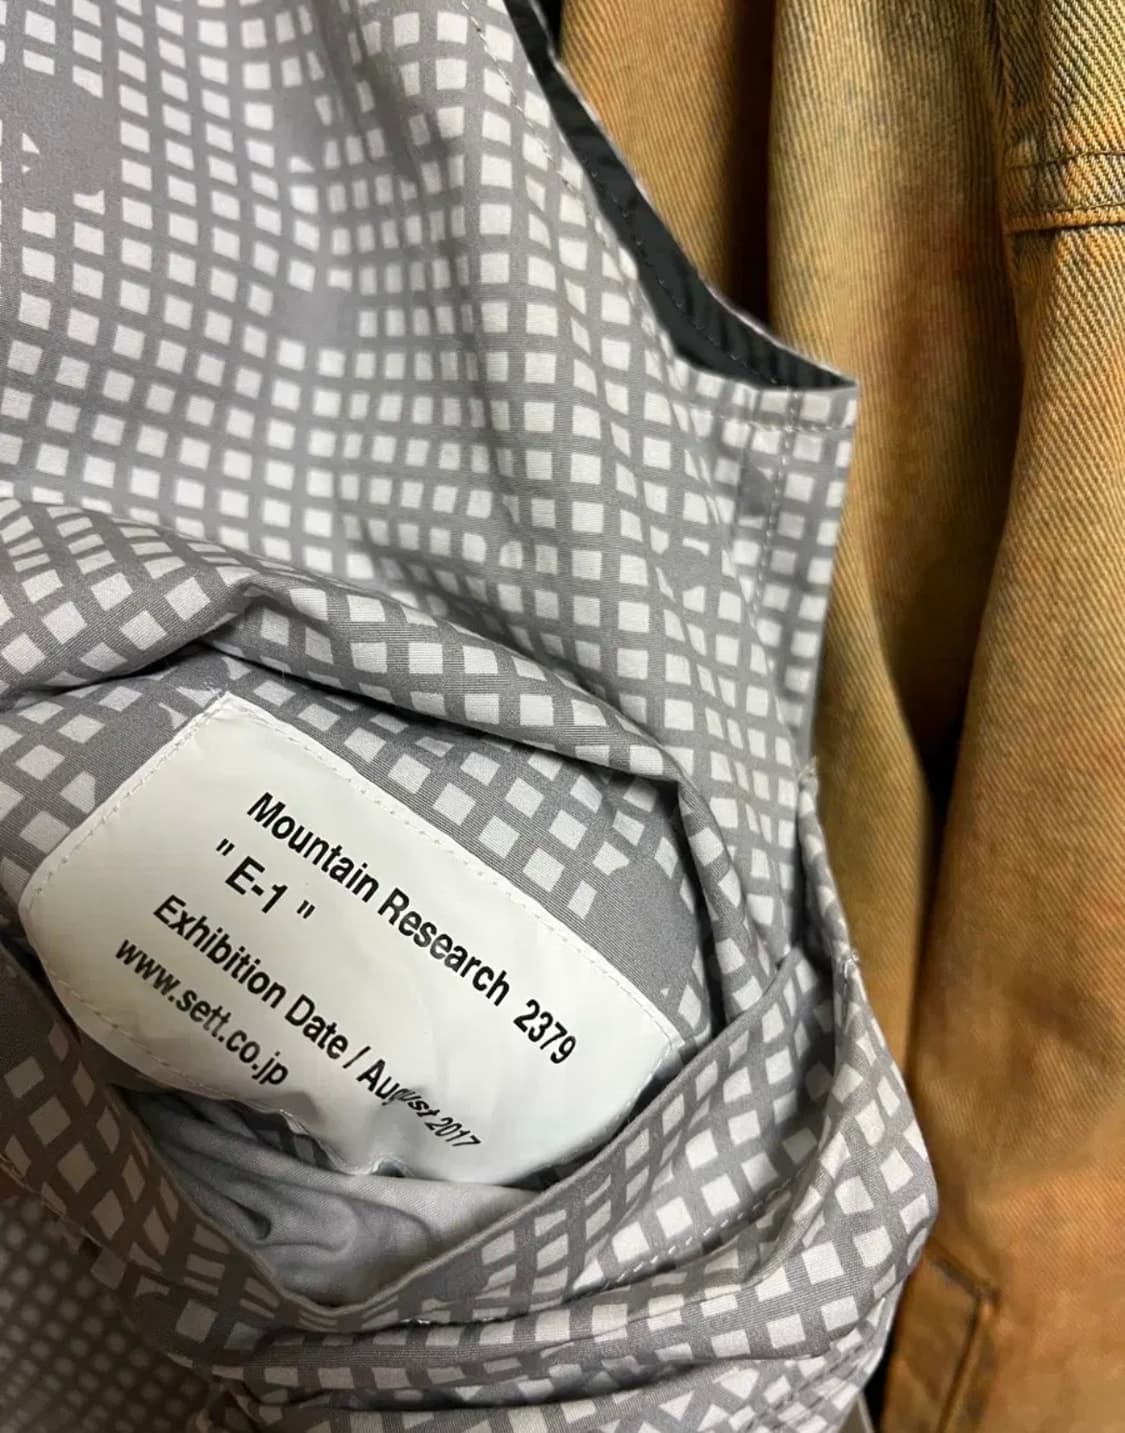 Mountain Research 2379
" E-1 "
Exhibition Date / August 2017
www.sett.co.jp